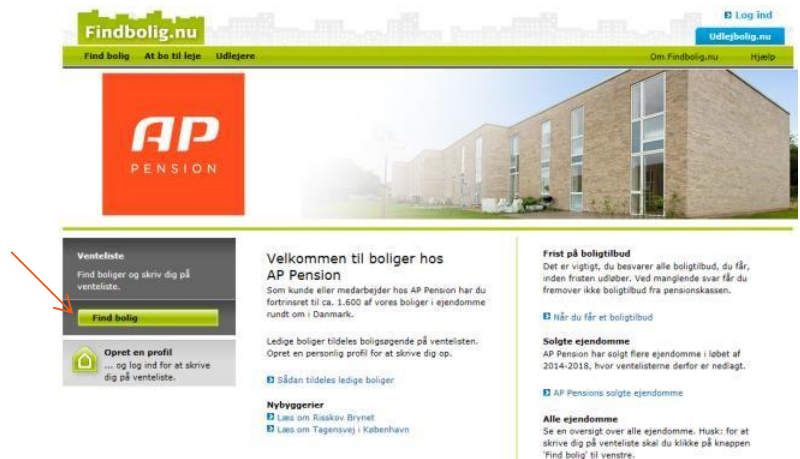 Findbolig.nu
Log ind
Udlejbolig.nu
Find bolig At bo til leje Udlejere
Om Findbolig.nu Hjælp
AP
PENSION
Venteliste
Find boliger og skriv dig på
venteliste.
Find bolig
Opret en profil
... og log ind for at skrive
dig på venteliste.
Velkommen til boliger hos
AP Pension
Som kunde eller medarbejder hos AP Pension har du
fortrinsret til ca. 1.600 af vores boliger i ejendomme
rundt om i Danmark.
Ledige boliger tildeles boligsøgende på ventelisten.
Opret en personlig profil for at skrive dig op.
Sådan tildeles ledige boliger
Nybyggerier
Læs om Risskov Brynet
Læs om Tagensvej i København
Frist på boligtilbud
Det er vigtigt, du besvarer alle boligtilbud, du får,
inden fristen udløber. Ved manglende svar får du
fremover ikke boligtilbud fra pensionskassen.
Når du får et boligtilbud
Solgte ejendomme
AP Pension har solgt flere ejendomme i løbet af
2014-2018, hvor ventelisterne derfor er nedlagt.
AP Pensions solgte ejendomme
Alle ejendomme
Se en oversigt over alle ejendomme. Husk: for at
skrive dig på venteliste skal du klikke på knappen
'Find bolig' til venstre.